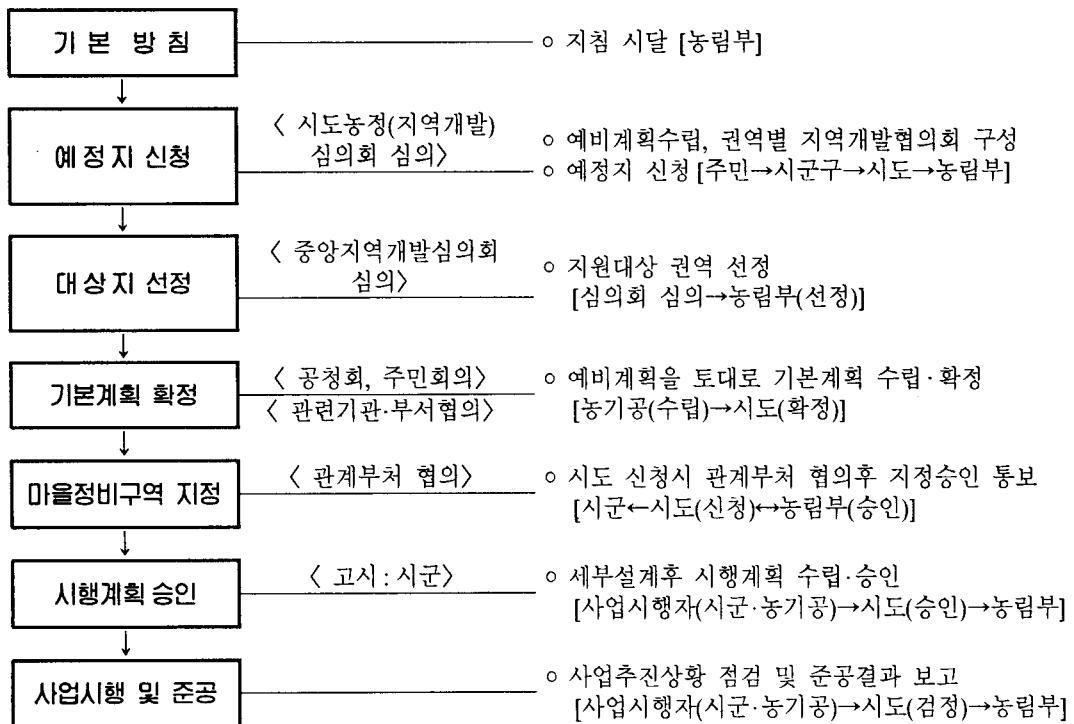 기본 방침
○ 지침 시달 [농림부]
↓
예정지 신청
〈 시도농정(지역개발)
심의회 심의〉
○ 예비계획수립, 권역별 지역개발협의회 구성
○ 예정지 신청 [주민→시군구→시도→농림부]
↓
대상지 선정
〈 중앙지역개발심의회
심의〉
○ 지원대상 권역 선정
[심의회 심의→농림부(선정)]
↓
기본계획 확정
〈 공청회, 주민회의〉
〈 관련기관·부서협의〉
○ 예비계획을 토대로 기본계획 수립·확정
[농기공(수립)→시도(확정)]
↓
마을정비구역 지정
〈 관계부처 협의〉
○ 시도 신청시 관계부처 협의후 지정승인 통보
[시군←시도(신청)↔농림부(승인)]
↓
시행계획 승인
〈 고시 : 시군〉
○ 세부설계후 시행계획 수립·승인
[사업시행자(시군·농기공)→시도(승인)→농림부]
↓
사업시행 및 준공
○ 사업추진상황 점검 및 준공결과 보고
[사업시행자(시군·농기공)→시도(검정)→농림부]